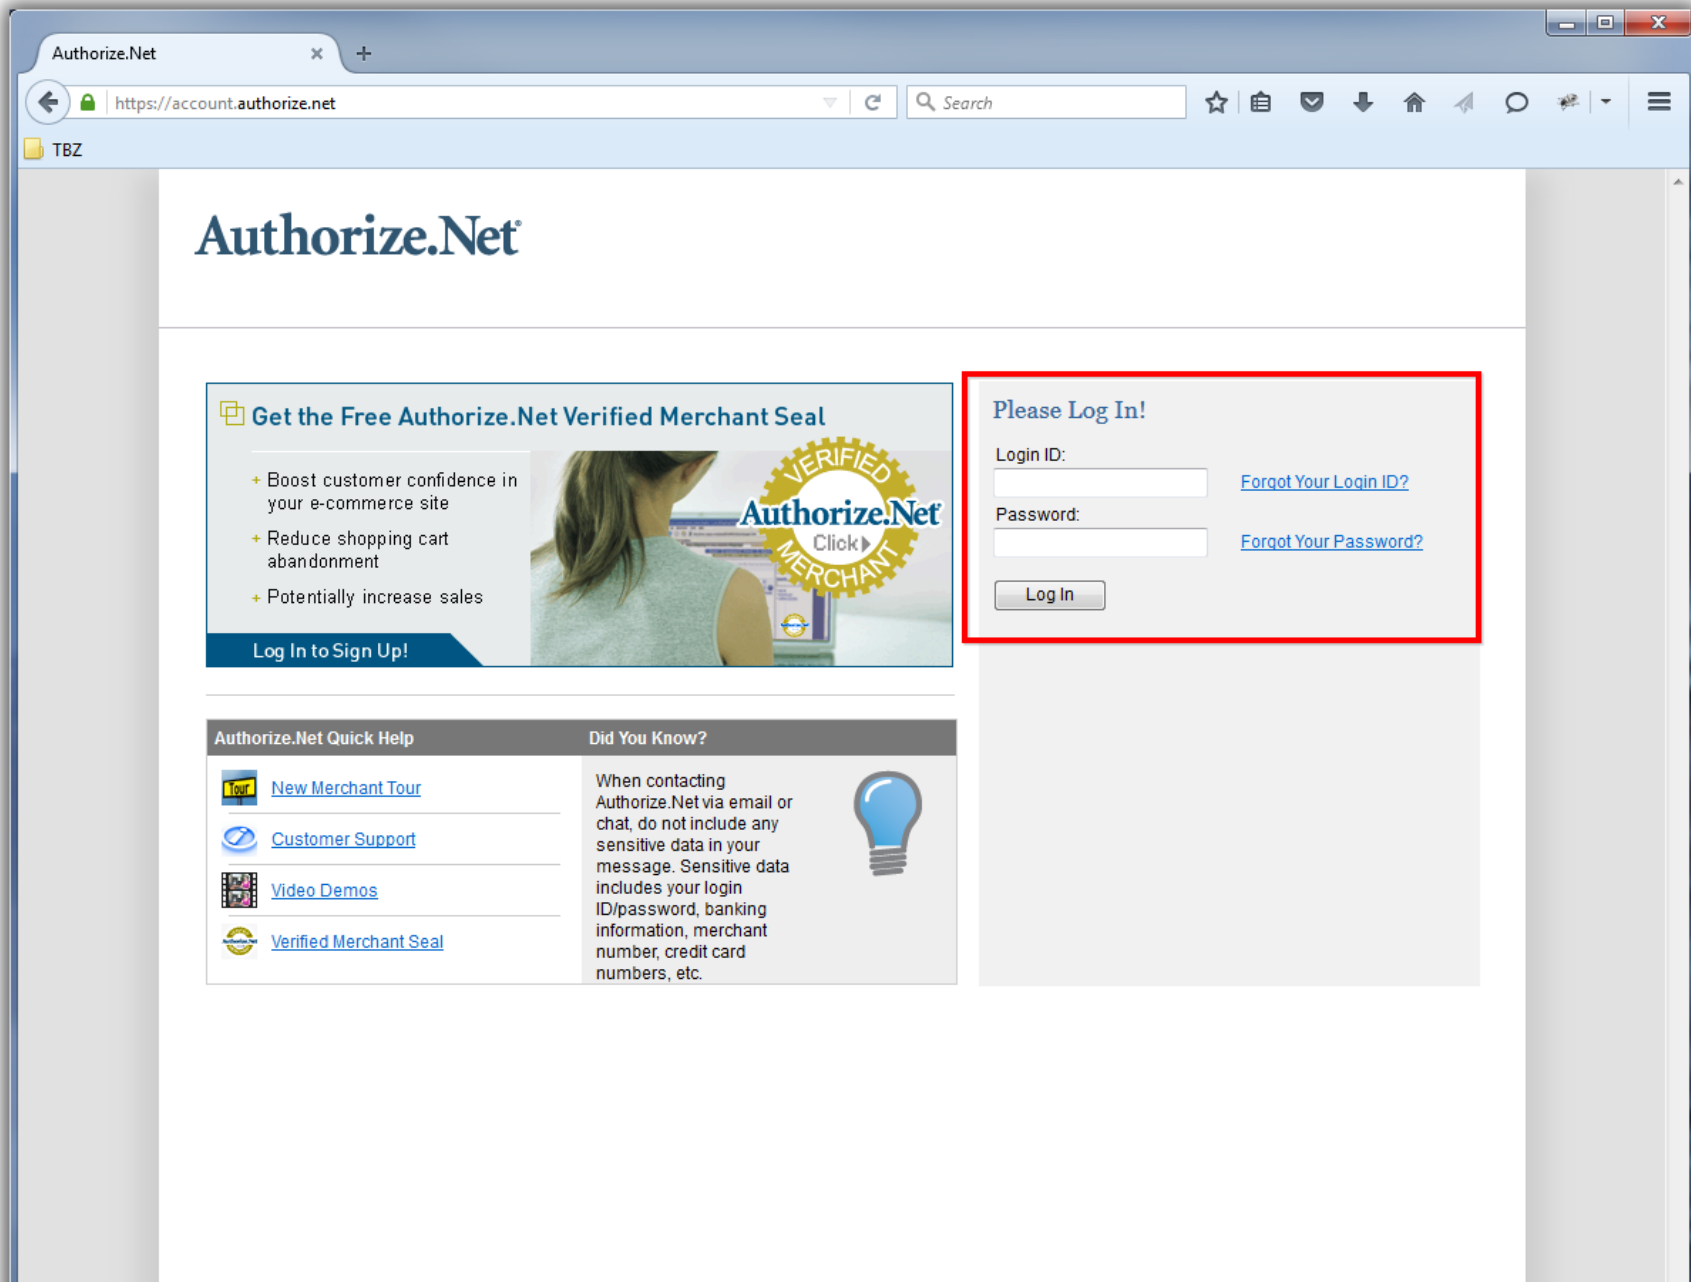 Authorize.Net
https://account.authorize.net
Search
TBZ
Authorize.Net
Get the Free Authorize.Net Verified Merchant Seal
+ Boost customer confidence in
your e-commerce site
+ Reduce shopping cart
abandonment
+ Potentially increase sales
Log In to Sign Up!
VERIFIED
Authorize.Net
Click
MERCHANT
Please Log In!
Login ID:
Forgot Your Login ID?
Password:
Forgot Your Password?
Log In
Authorize.Net Quick Help
Tour
New Merchant Tour
Customer Support
Video Demos
Authorize.Net
Verified Merchant Seal
Did You Know?
When contacting
Authorize.Net via email or
chat, do not include any
sensitive data in your
message. Sensitive data
includes your login
ID/password, banking
information, merchant
number, credit card
numbers, etc.